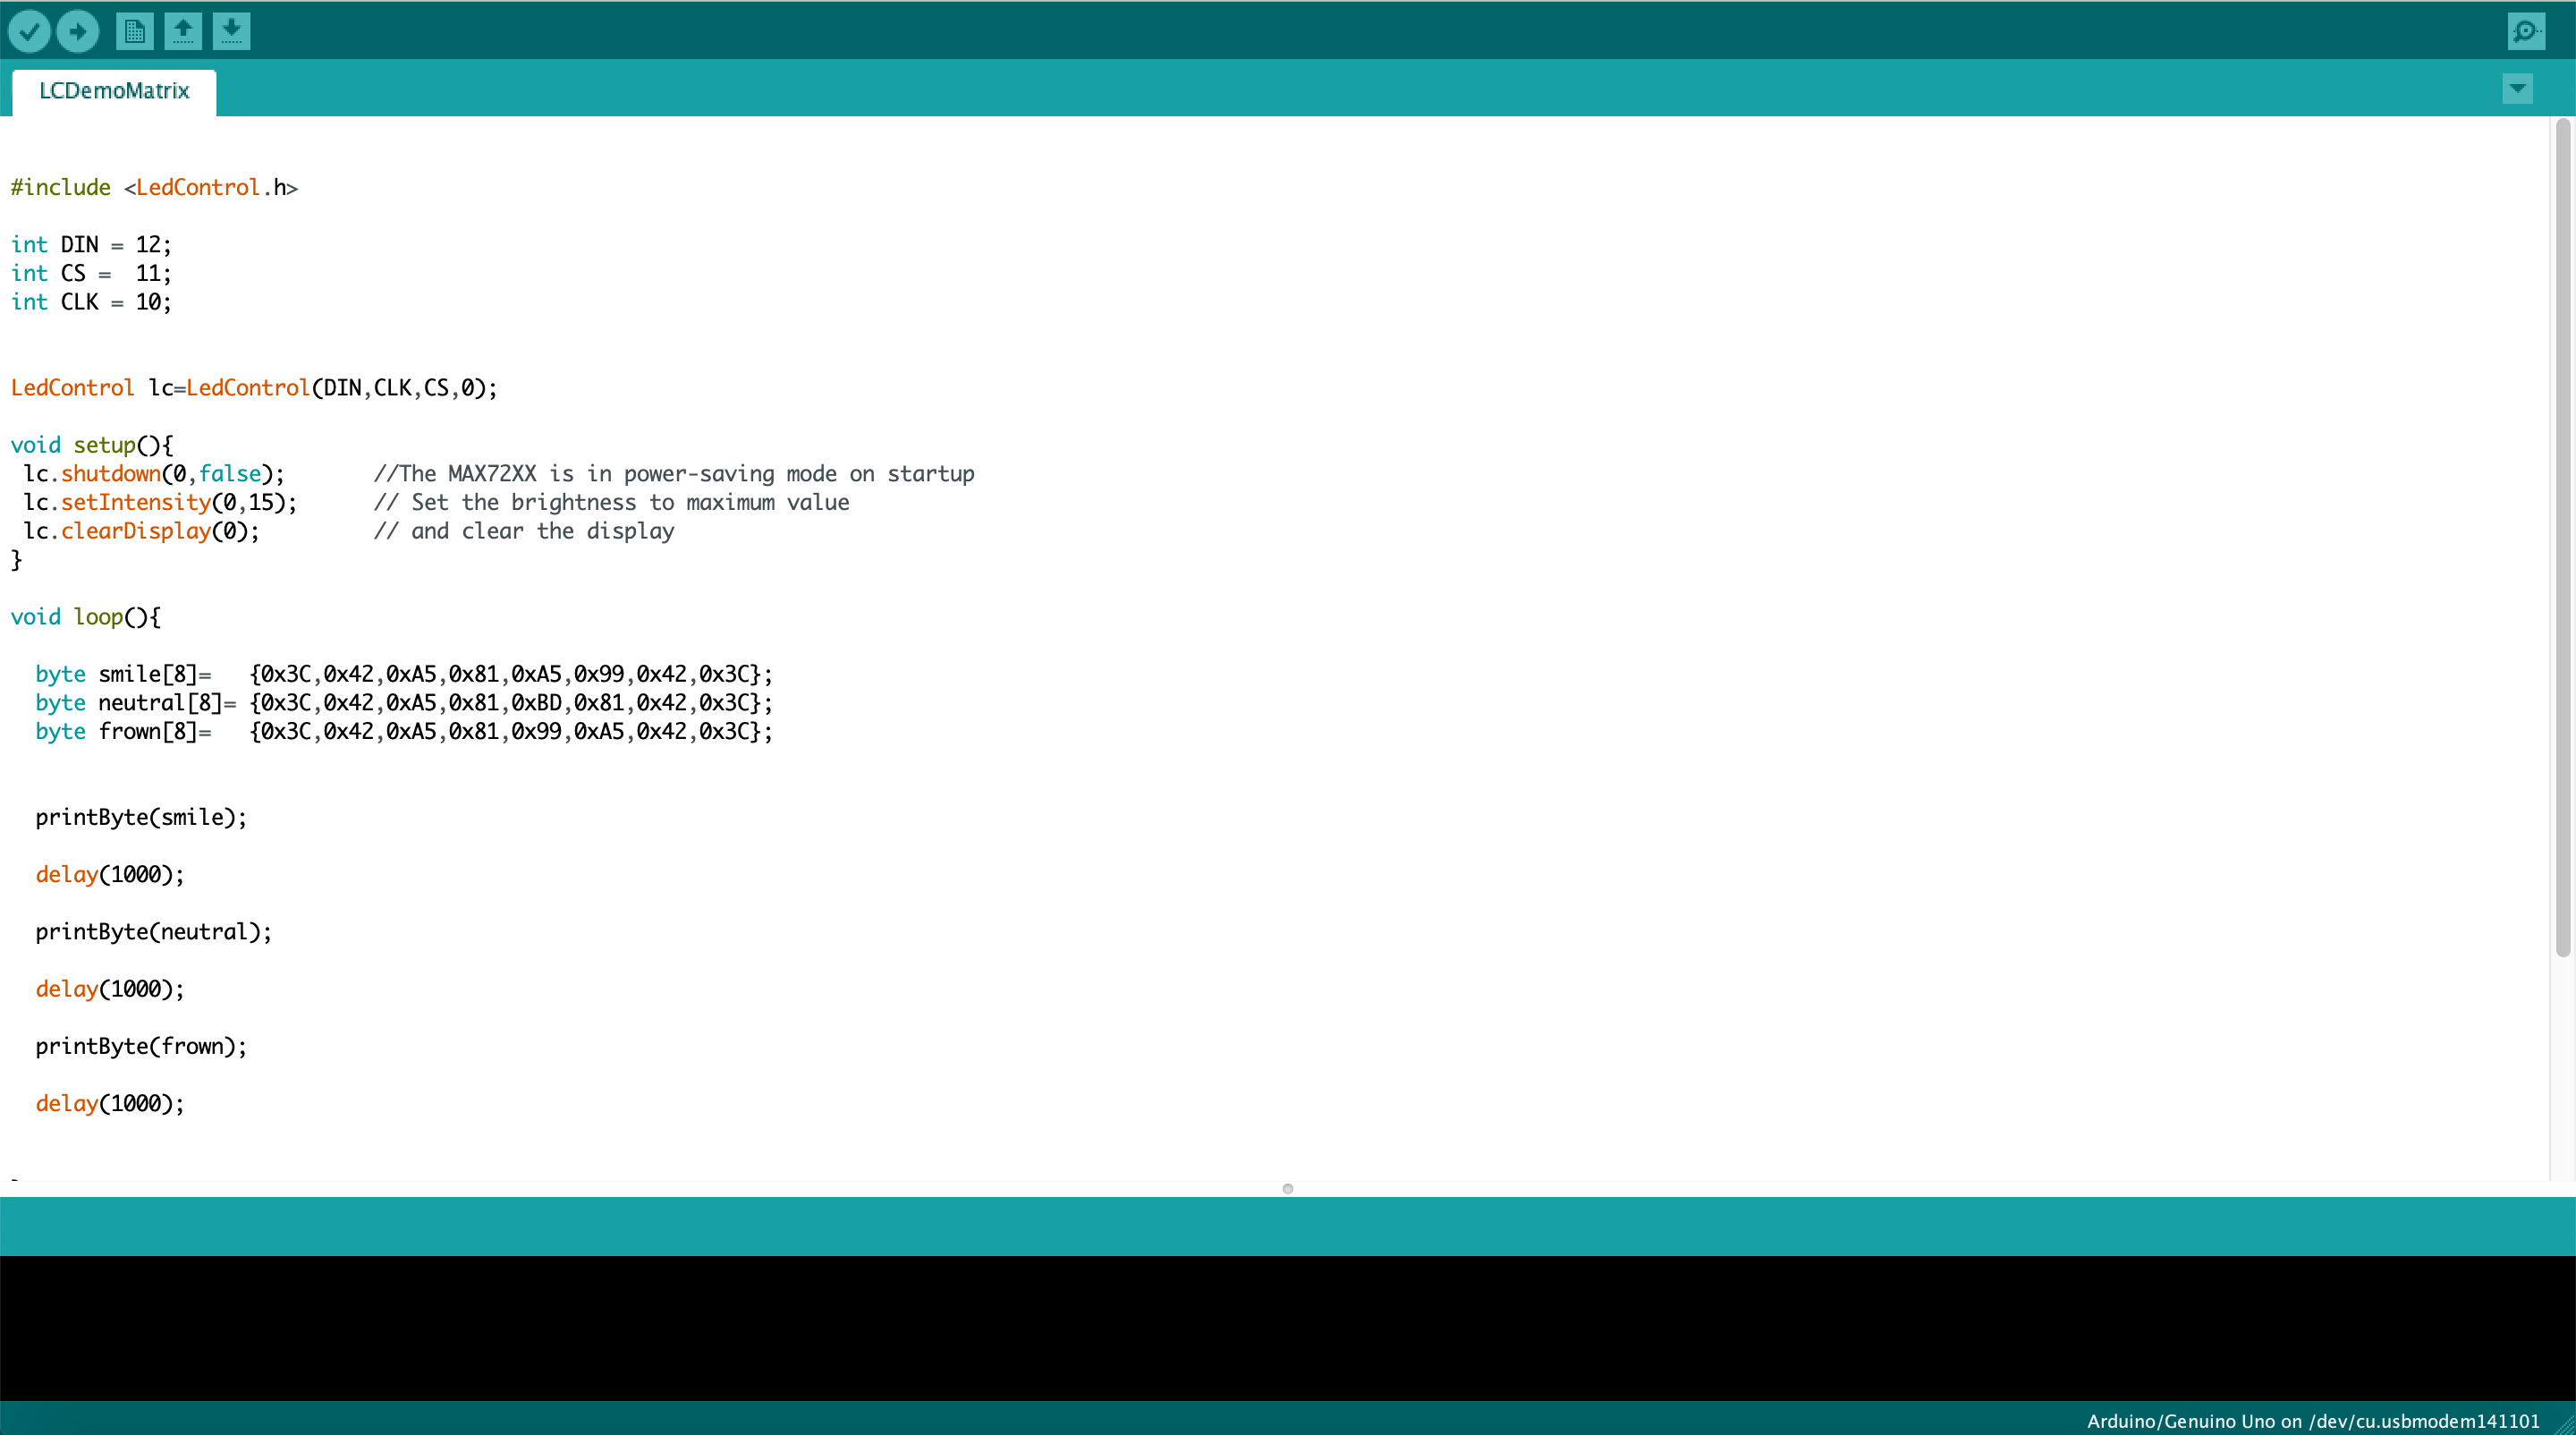 LCDemoMatrix
#include <LedControl.h>
int DIN = 12;
int CS =  11;
int CLK = 10;
LedControl lc=LedControl(DIN,CLK,CS,0);
void setup(){
 lc.shutdown(0,false);       //The MAX72XX is in power-saving mode on startup
 lc.setIntensity(0,15);      // Set the brightness to maximum value
 lc.clearDisplay(0);         // and clear the display
}
void loop(){
  byte smile[8]=   {0x3C,0x42,0xA5,0x81,0xA5,0x99,0x42,0x3C};
  byte neutral[8]= {0x3C,0x42,0xA5,0x81,0xBD,0x81,0x42,0x3C};
  byte frown[8]=   {0x3C,0x42,0xA5,0x81,0x99,0xA5,0x42,0x3C};
  printByte(smile);
  delay(1000);
  printByte(neutral);
  delay(1000);
  printByte(frown);
  delay(1000);
Arduino/Genuino Uno on /dev/cu.usbmodem141101